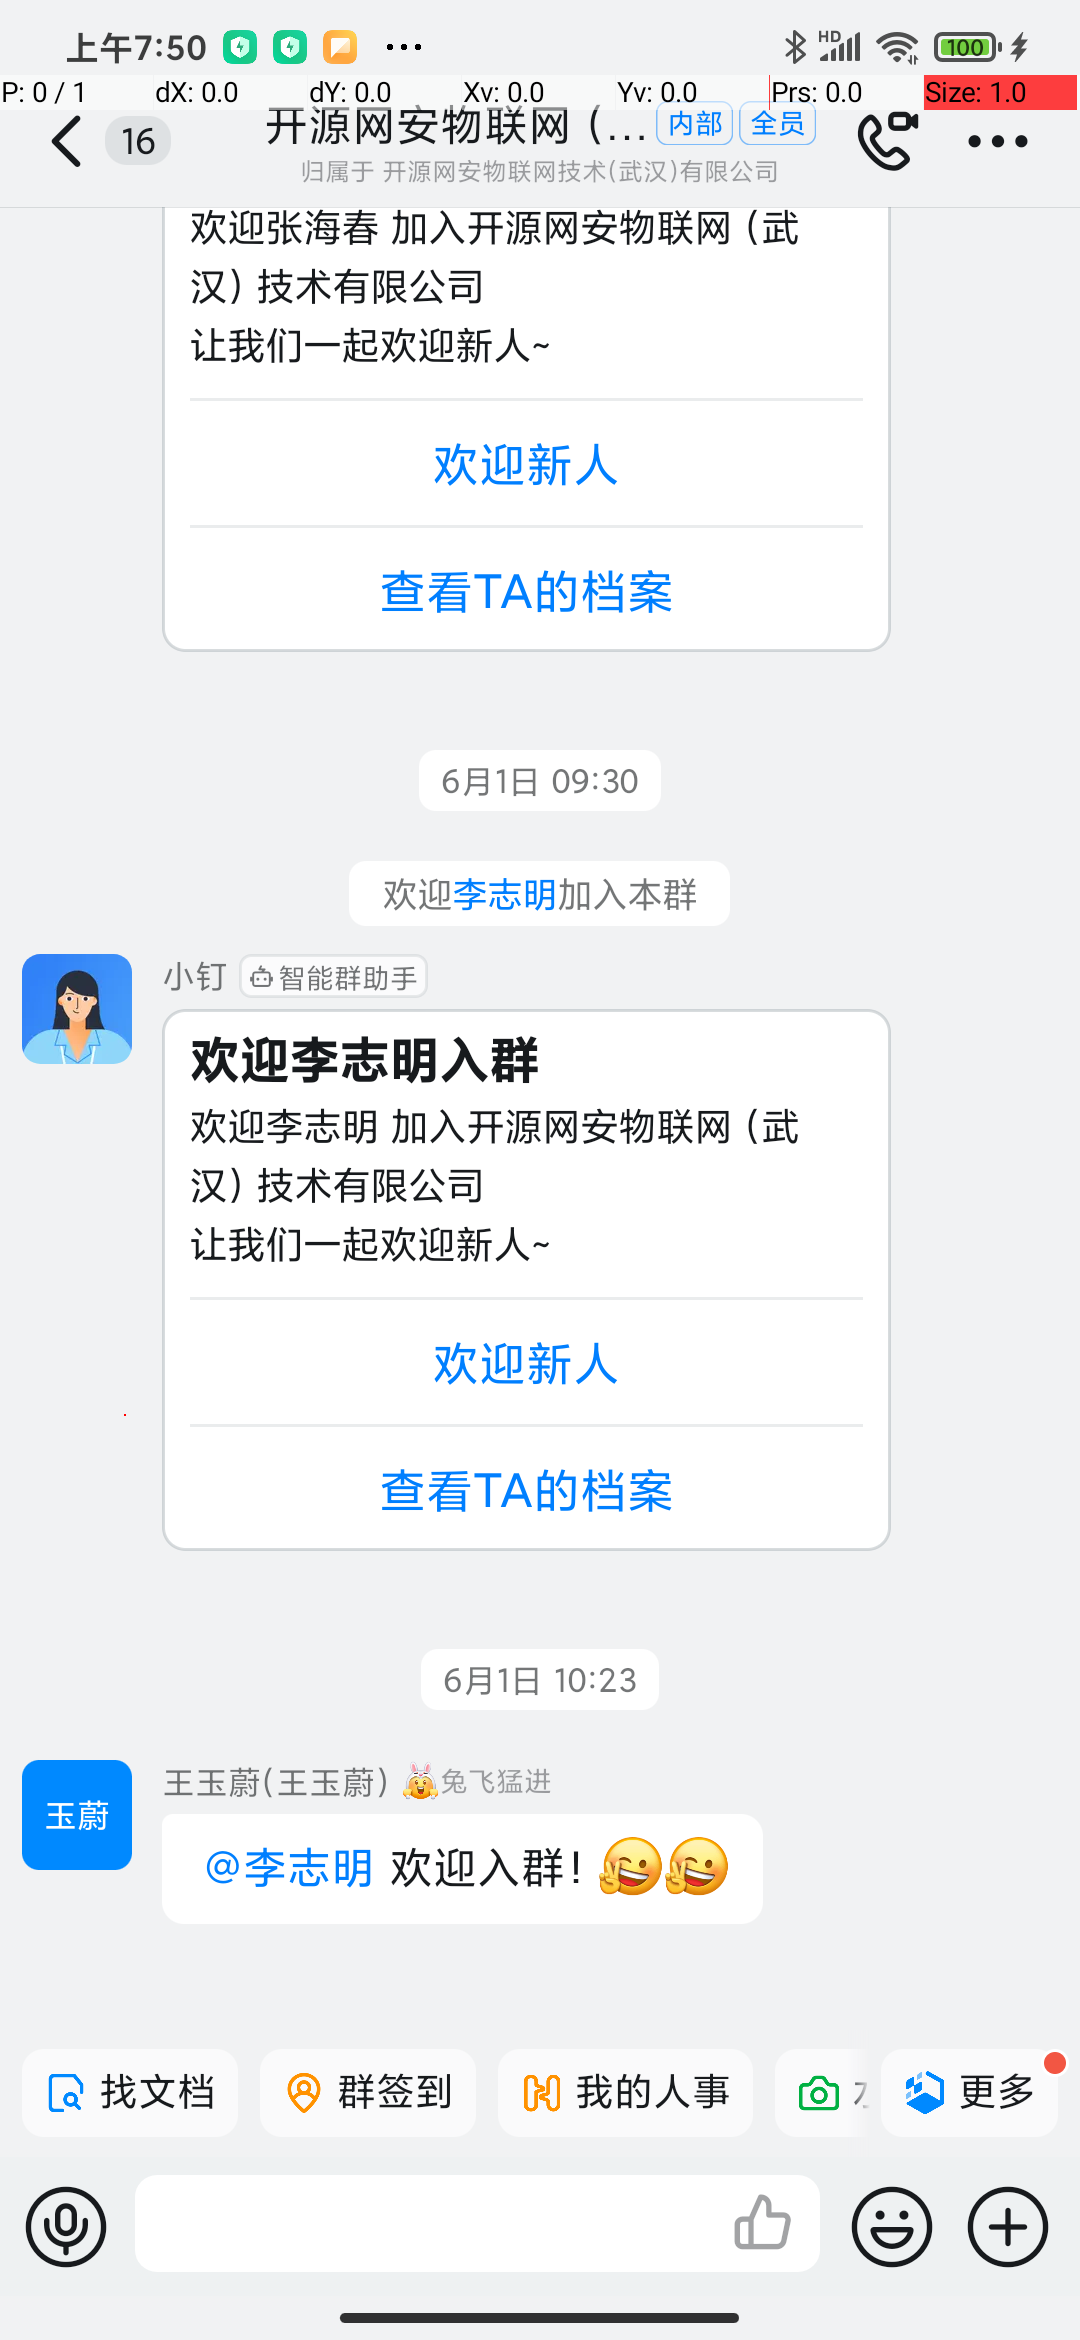 上午7:50
HD
100
P: 0 / 1 dX: 0.0 dY: 0.0 Xv: 0.0 Yv: 0.0 Prs: 0.0 Size: 1.0
16 开源网安物联网 (... 内部 全员
归属于 开源网安物联网技术(武汉)有限公司
欢迎张海春 加入开源网安物联网（武
汉）技术有限公司
让我们一起欢迎新人~
欢迎新人
查看TA的档案
6月1日 09:30
欢迎李志明加入本群
小钉 智能群助手
欢迎李志明入群
欢迎李志明 加入开源网安物联网（武
汉）技术有限公司
让我们一起欢迎新人~
欢迎新人
查看TA的档案
6月1日 10:23
玉蔚
王玉蔚(王玉蔚) 兔飞猛进
@李志明 欢迎入群！
找文档 群签到 我的人事 更多